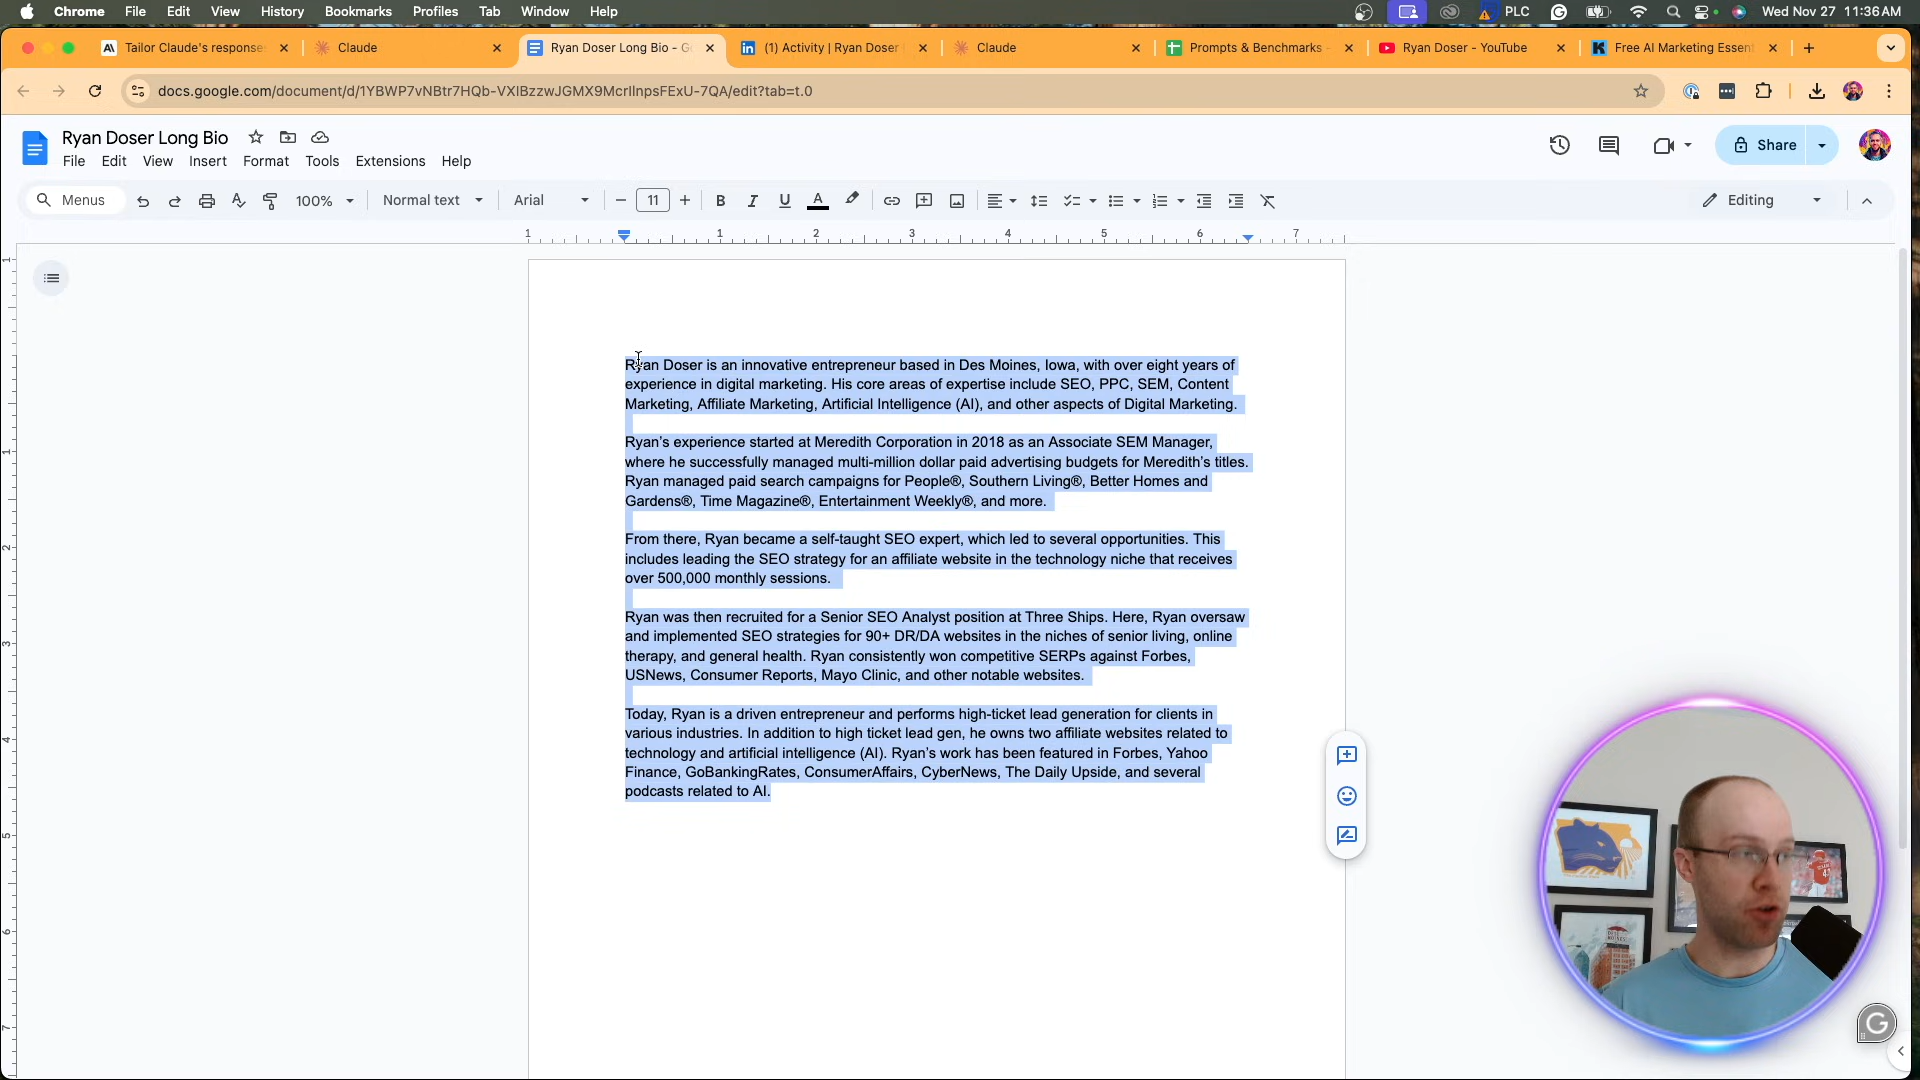 Chrome File Edit View History Bookmarks Profiles Tab Window Help PLC Wed Nov 27 11:36 AM
Tailor Claude's response Claude Ryan Doser Long Bio - G (1) Activity | Ryan Doser Claude Prompts & Benchmarks - Ryan Doser - YouTube Free AI Marketing Essen
docs.google.com/document/d/1YBWP7vNBtr7HQb-VXlBzzwJGMX9McrIlnpsFExU-7QA/edit?tab=t.0
Ryan Doser Long Bio
File Edit View Insert Format Tools Extensions Help
Share
Menus 100% Normal text Arial 11 Editing
1 1 2 3 4 5 6 7
Ryan Doser is an innovative entrepreneur based in Des Moines, Iowa, with over eight years of
experience in digital marketing. His core areas of expertise include SEO, PPC, SEM, Content
Marketing, Affiliate Marketing, Artificial Intelligence (AI), and other aspects of Digital Marketing.
Ryan's experience started at Meredith Corporation in 2018 as an Associate SEM Manager,
where he successfully managed multi-million dollar paid advertising budgets for Meredith's titles.
Ryan managed paid search campaigns for People®, Southern Living®, Better Homes and
Gardens®, Time Magazine®, Entertainment Weekly®, and more.
From there, Ryan became a self-taught SEO expert, which led to several opportunities. This
includes leading the SEO strategy for an affiliate website in the technology niche that receives
over 500,000 monthly sessions.
Ryan was then recruited for a Senior SEO Analyst position at Three Ships. Here, Ryan oversaw
and implemented SEO strategies for 90+ DR/DA websites in the niches of senior living, online
therapy, and general health. Ryan consistently won competitive SERPs against Forbes,
USNews, Consumer Reports, Mayo Clinic, and other notable websites.
Today, Ryan is a driven entrepreneur and performs high-ticket lead generation for clients in
various industries. In addition to high ticket lead gen, he owns two affiliate websites related to
technology and artificial intelligence (AI). Ryan's work has been featured in Forbes, Yahoo
Finance, GoBankingRates, ConsumerAffairs, CyberNews, The Daily Upside, and several
podcasts related to AI.